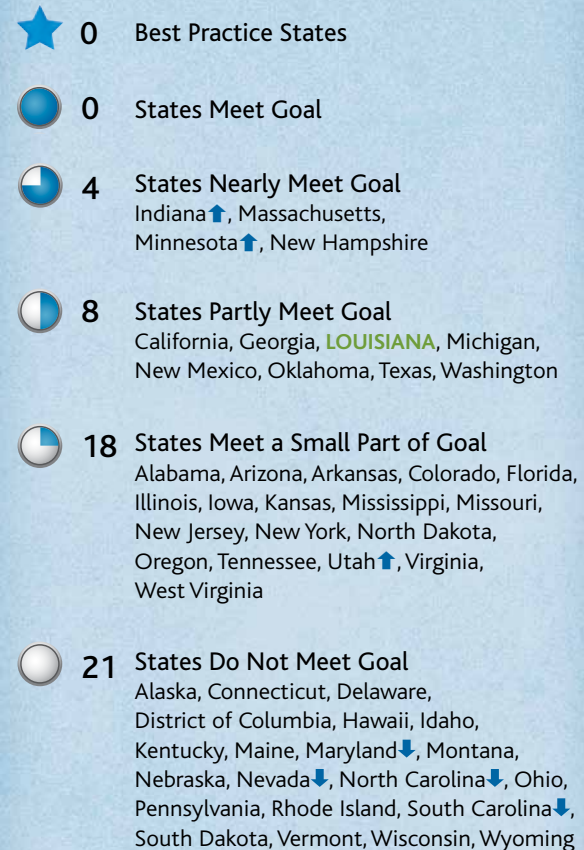 0 Best Practice States
0 States Meet Goal
4 States Nearly Meet Goal
Indiana⬆, Massachusetts,
Minnesota⬆, New Hampshire
8 States Partly Meet Goal
California, Georgia, LOUISIANA, Michigan,
New Mexico, Oklahoma, Texas, Washington
18 States Meet a Small Part of Goal
Alabama, Arizona, Arkansas, Colorado, Florida,
Illinois, Iowa, Kansas, Mississippi, Missouri,
New Jersey, New York, North Dakota,
Oregon, Tennessee, Utah⬆, Virginia,
West Virginia
21 States Do Not Meet Goal
Alaska, Connecticut, Delaware,
District of Columbia, Hawaii, Idaho,
Kentucky, Maine, Maryland⬇, Montana,
Nebraska, Nevada⬇, North Carolina⬇, Ohio,
Pennsylvania, Rhode Island, South Carolina⬇,
South Dakota, Vermont, Wisconsin, Wyoming